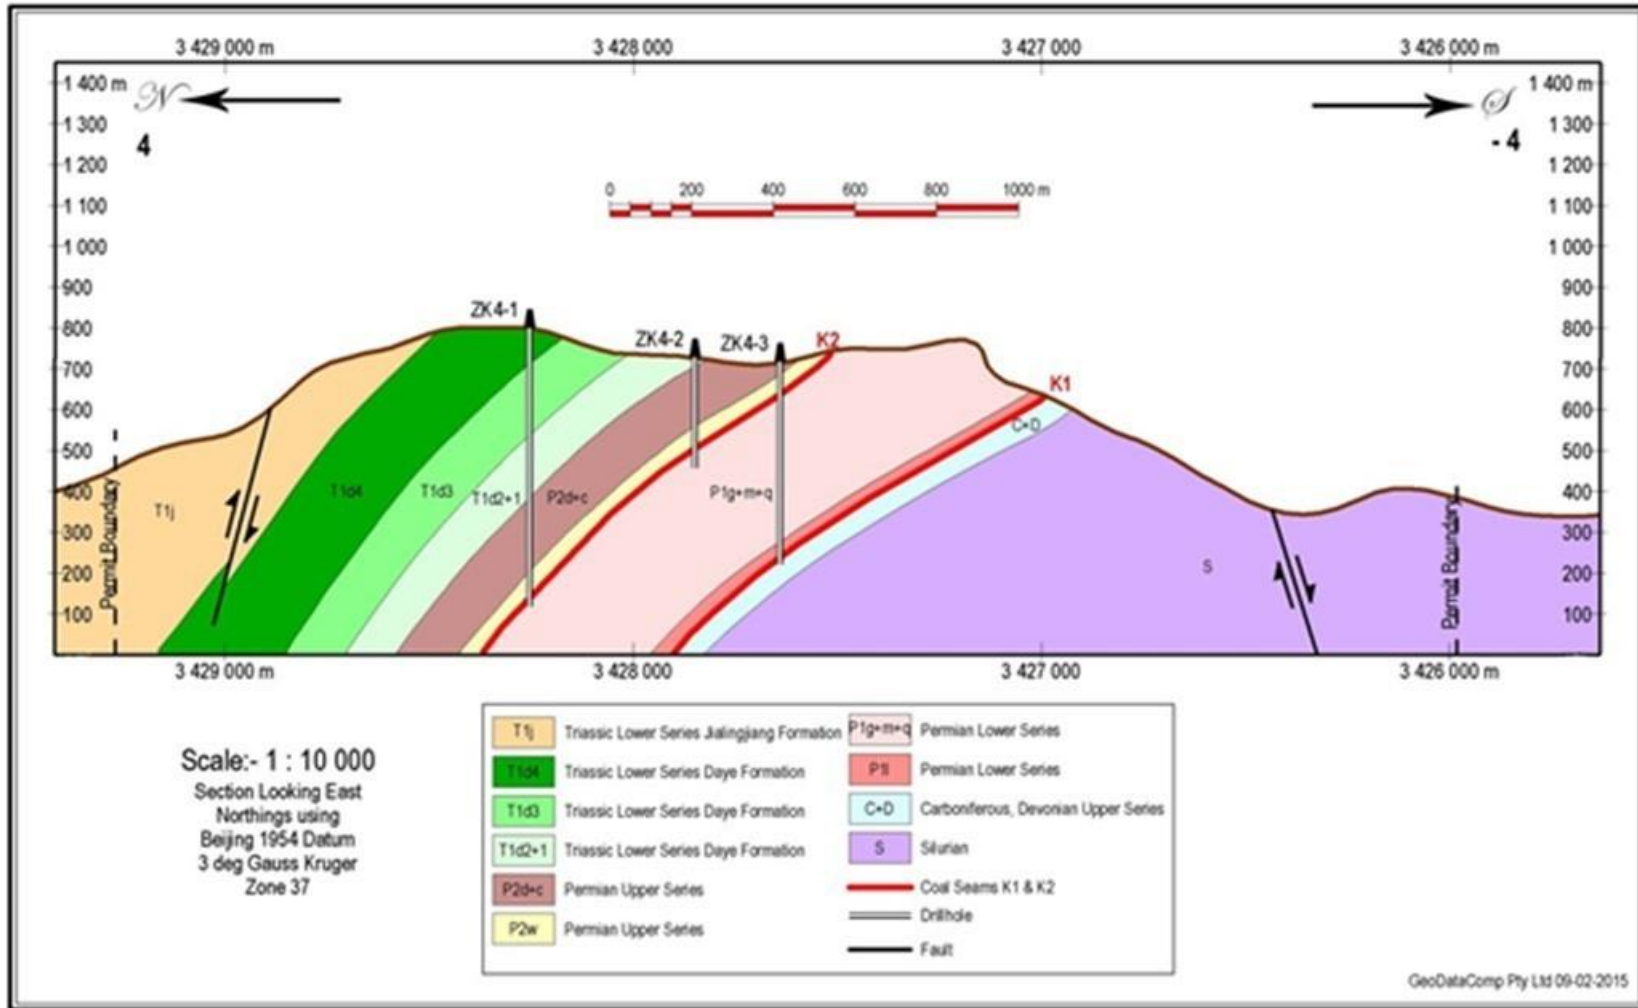 3 429 000 m 3 428 000 3 427 000 3 426 000 m
1 400 m 1 400 m
N S
1 300 1 300
4 - 4
1 200 1 200
0 200 400 600 800 1000 m
1 100 1 100
1 000 1 000
900 900
ZK4-1
800 800
ZK4-2 ZK4-3 K2
700 700
K1
600 600
C+D
500 500
400 400
T1j T1d4 T1d3 T1d2+1 P2d+c P1g+m+q
Permit Boundary Permit Boundary
300 300
S
200 200
100 100
3 429 000 m 3 428 000 3 427 000 3 426 000 m
Scale:- 1 : 10 000
Section Looking East
Northings using
Beijing 1954 Datum
3 deg Gauss Kruger
Zone 37
T1j Triassic Lower Series Jialingjiang Formation
T1d4 Triassic Lower Series Daye Formation
T1d3 Triassic Lower Series Daye Formation
T1d2+1 Triassic Lower Series Daye Formation
P2d+c Permian Upper Series
P2w Permian Upper Series
P1g+m+q Permian Lower Series
P1l Permian Lower Series
C+D Carboniferous, Devonian Upper Series
S Silurian
Coal Seams K1 & K2
Drillhole
Fault
GeoDataComp Pty Ltd 09-02-2015